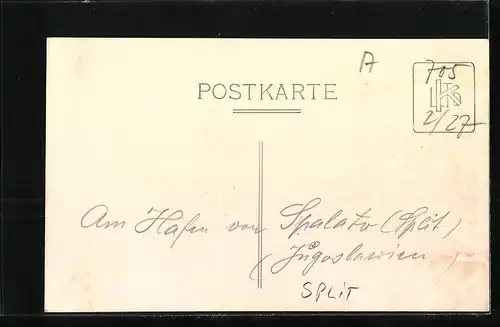 A
705
K
2/27
POSTKARTE
Am Hafen von Spalato (Split)
(Jugoslawien)
SPLIT